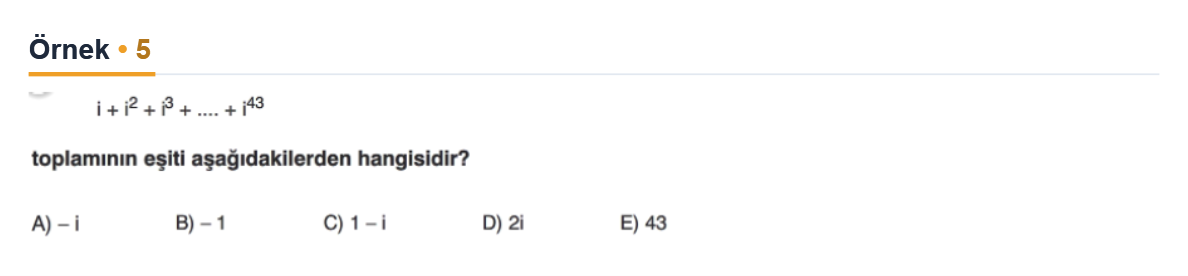 Örnek • 5
i + i² + i³ + .... + i⁴³
toplamının eşiti aşağıdakilerden hangisidir?
A) – i B) – 1 C) 1 – i D) 2i E) 43